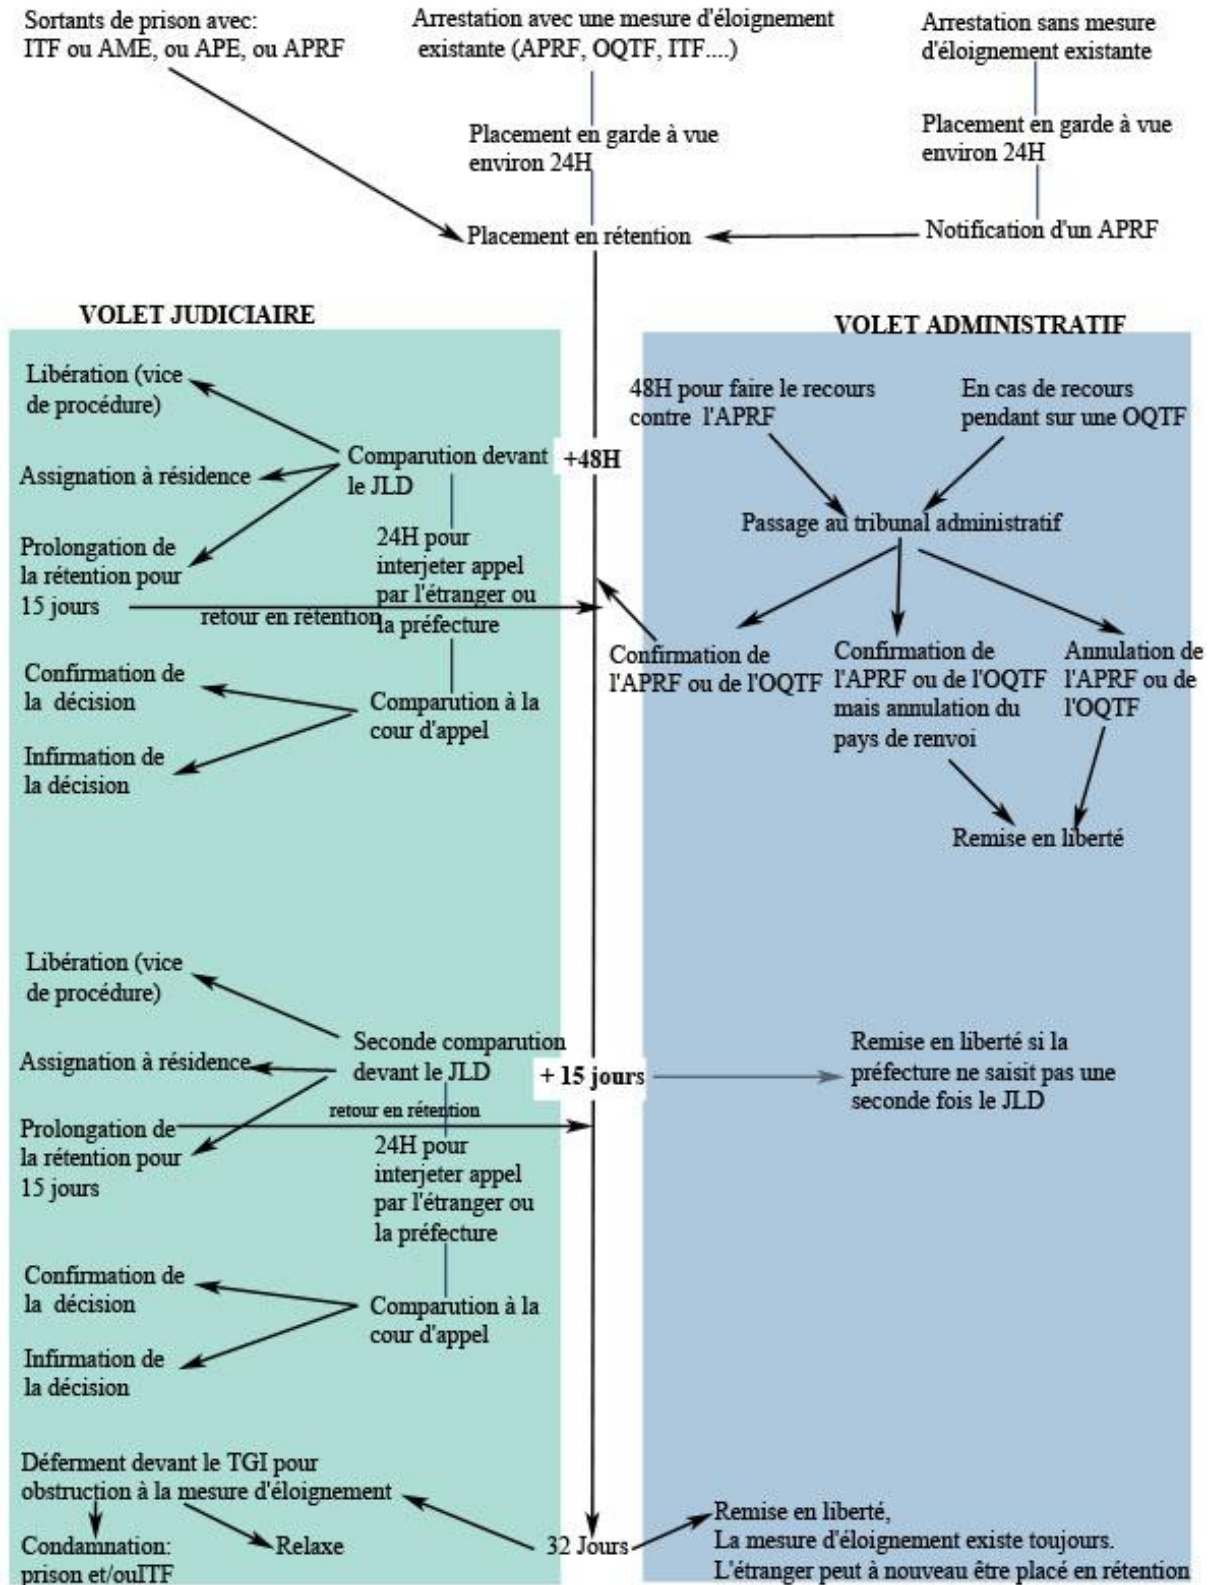 Sortants de prison avec:
ITF ou AME, ou APE, ou APRF
Arrestation avec une mesure d'éloignement
existante (APRF, OQTF, ITF....)
Arrestation sans mesure
d'éloignement existante
Placement en garde à vue
environ 24H
Placement en garde à vue
environ 24H
Placement en rétention
Notification d'un APRF
VOLET JUDICIAIRE
Libération (vice
de procédure)
Assignation à résidence
Comparution devant
le JLD
+48H
Prolongation de
la rétention pour
15 jours
24H pour
interjeter appel
par l'étranger ou
la préfecture
retour en rétention
Confirmation de
la décision
Comparution à la
cour d'appel
Infirmation de
la décision
VOLET ADMINISTRATIF
48H pour faire le recours
contre l'APRF
En cas de recours
pendant sur une OQTF
Passage au tribunal administratif
Confirmation de
l'APRF ou de l'OQTF
Confirmation de
l'APRF ou de l'OQTF
mais annulation du
pays de renvoi
Annulation de
l'APRF ou de
l'OQTF
Remise en liberté
Libération (vice
de procédure)
Assignation à résidence
Seconde comparution
devant le JLD
+ 15 jours
Remise en liberté si la
préfecture ne saisit pas une
seconde fois le JLD
retour en rétention
Prolongation de
la rétention pour
15 jours
24H pour
interjeter appel
par l'étranger ou
la préfecture
Confirmation de
la décision
Comparution à la
cour d'appel
Infirmation de
la décision
Déferment devant le TGI pour
obstruction à la mesure d'éloignement
Condamnation:
prison et/ouITF
Relaxe
32 Jours
Remise en liberté,
La mesure d'éloignement existe toujours.
L'étranger peut à nouveau être placé en rétention